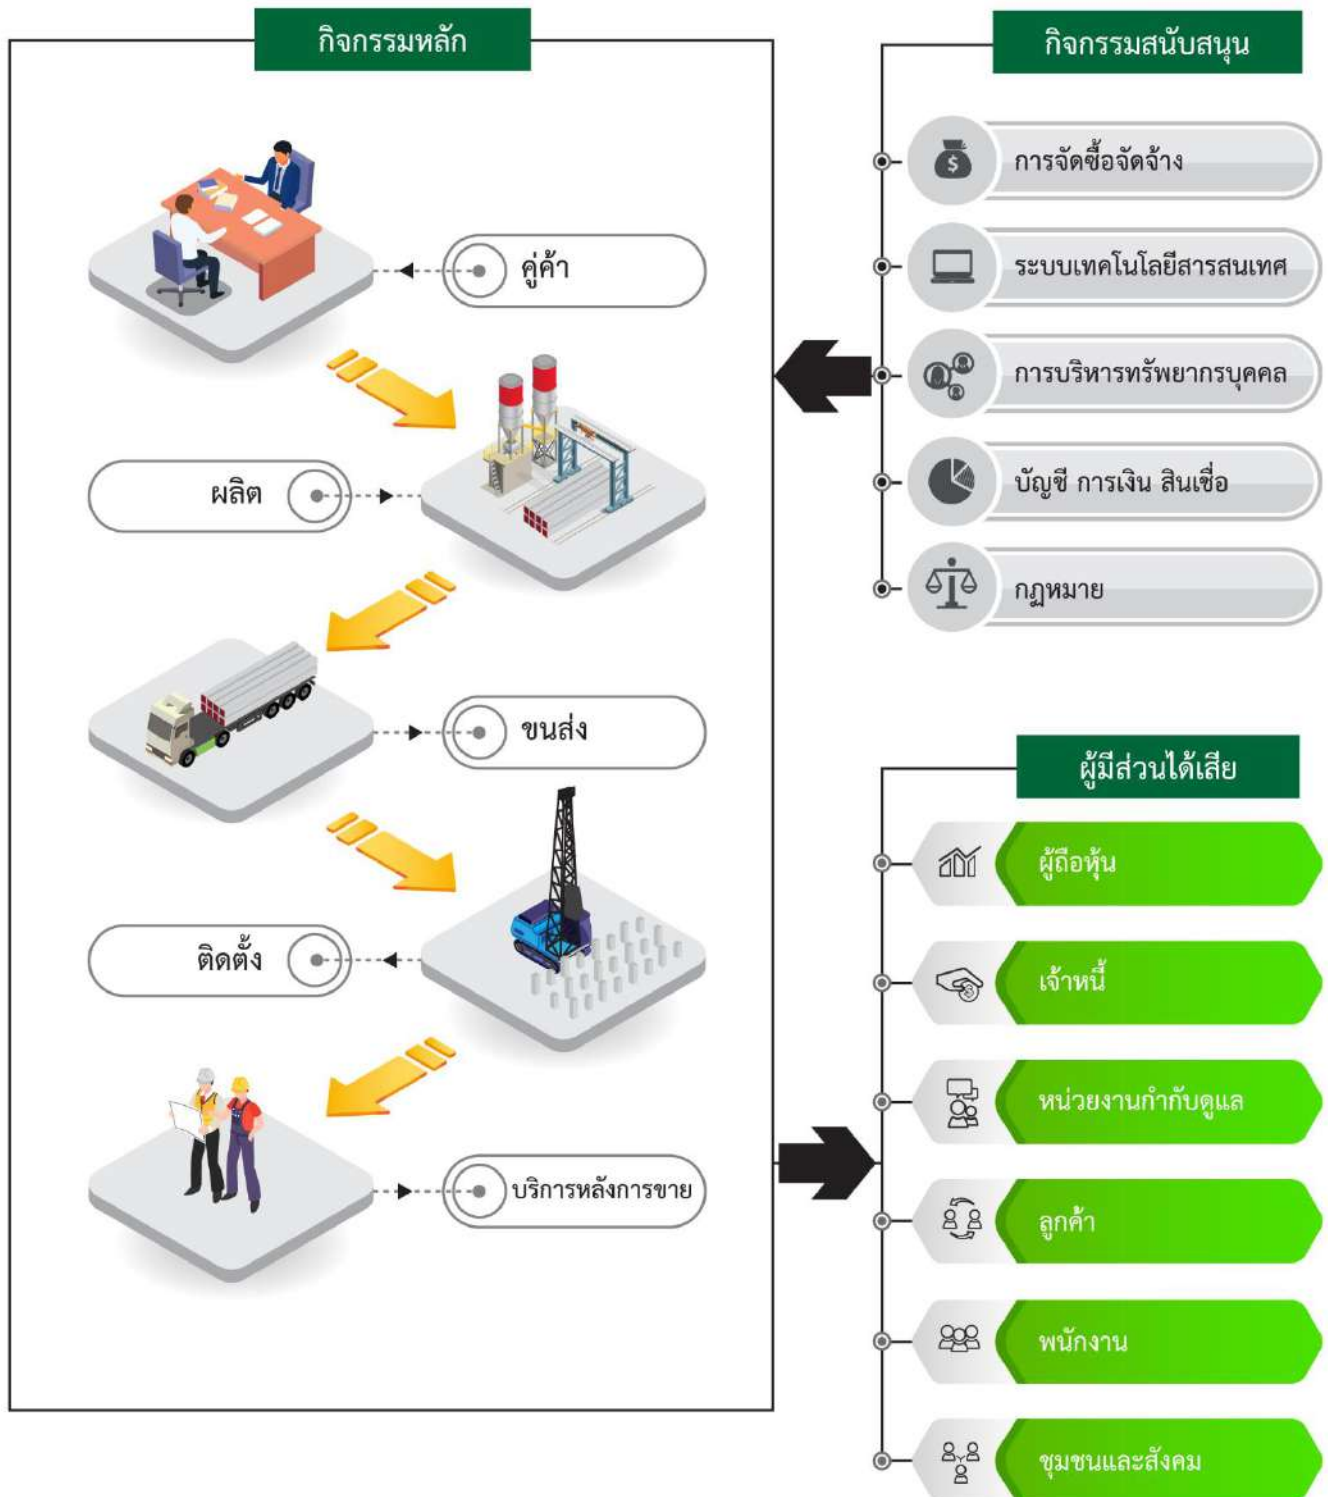 กิจกรรมหลัก
คู่ค้า
ผลิต
ขนส่ง
ติดตั้ง
บริการหลังการขาย
กิจกรรมสนับสนุน
การจัดซื้อจัดจ้าง
ระบบเทคโนโลยีสารสนเทศ
การบริหารทรัพยากรบุคคล
บัญชี การเงิน สินเชื่อ
กฎหมาย
ผู้มีส่วนได้เสีย
ผู้ถือหุ้น
เจ้าหนี้
หน่วยงานกำกับดูแล
ลูกค้า
พนักงาน
ชุมชนและสังคม